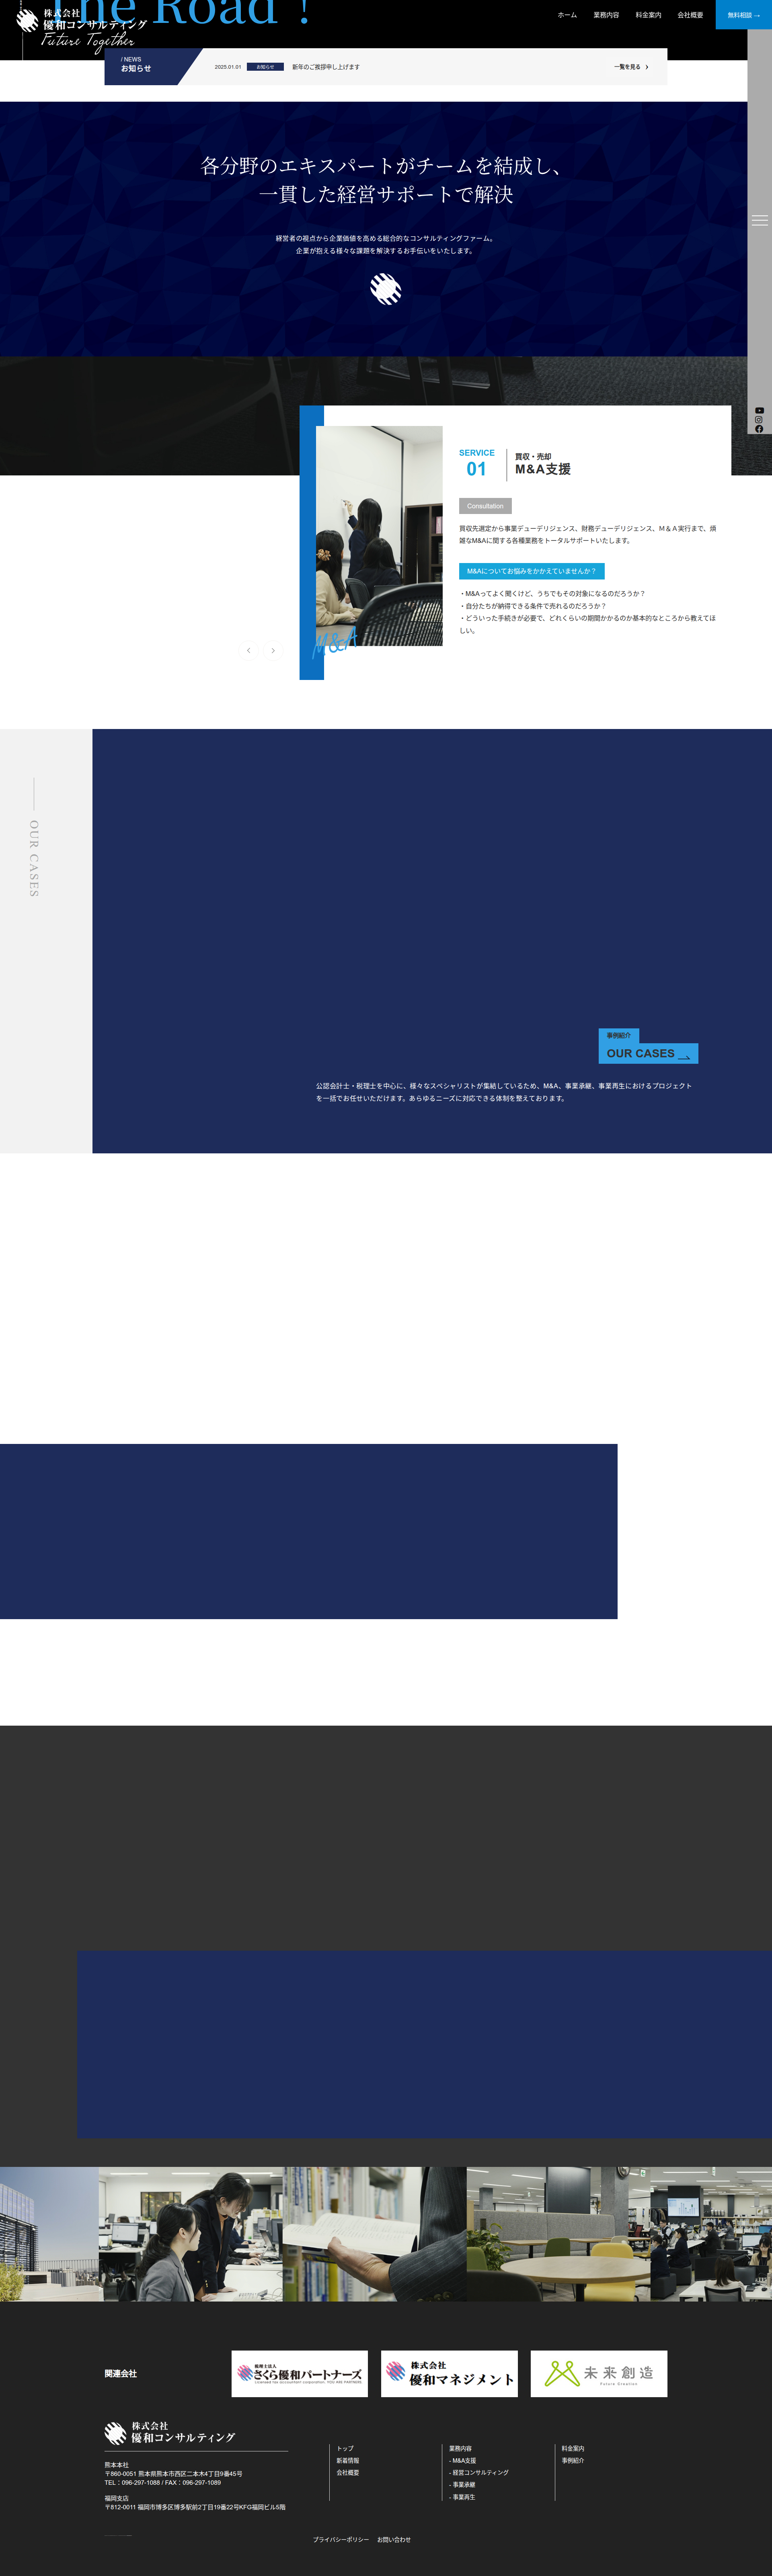 The Road !
株式会社
優和コンサルティング
Future Together
ホーム
業務内容
料金案内
会社概要
無料相談 →
/ NEWS
お知らせ
2025.01.01
お知らせ
新年のご挨拶申し上げます
一覧を見る
各分野のエキスパートがチームを結成し、
一貫した経営サポートで解決
経営者の視点から企業価値を高める総合的なコンサルティングファーム。
企業が抱える様々な課題を解決するお手伝いをいたします。
SERVICE
01
買収・売却
M&A支援
Consultation
買収先選定から事業デューデリジェンス、財務デューデリジェンス、Ｍ＆Ａ実行まで、煩
雑なM&Aに関する各種業務をトータルサポートいたします。
M&Aについてお悩みをかかえていませんか？
・M&Aってよく聞くけど、うちでもその対象になるのだろうか？
・自分たちが納得できる条件で売れるのだろうか？
・どういった手続きが必要で、どれくらいの期間かかるのか基本的なところから教えてほ
しい。
M&A
OUR CASES
事例紹介
OUR CASES
公認会計士・税理士を中心に、様々なスペシャリストが集結しているため、M&A、事業承継、事業再生におけるプロジェクト
を一括でお任せいただけます。あらゆるニーズに対応できる体制を整えております。
関連会社
税理士法人
さくら優和パートナーズ
株式会社
優和マネジメント
未来創造
Future Creation
株式会社
優和コンサルティング
熊本本社
〒860-0051 熊本県熊本市西区二本木4丁目9番45号
TEL：096-297-1088 / FAX：096-297-1089
福岡支店
〒812-0011 福岡市博多区博多駅前2丁目19番22号KFG福岡ビル5階
トップ
新着情報
会社概要
業務内容
- M&A支援
- 経営コンサルティング
- 事業承継
- 事業再生
料金案内
事例紹介
プライバシーポリシー
お問い合わせ